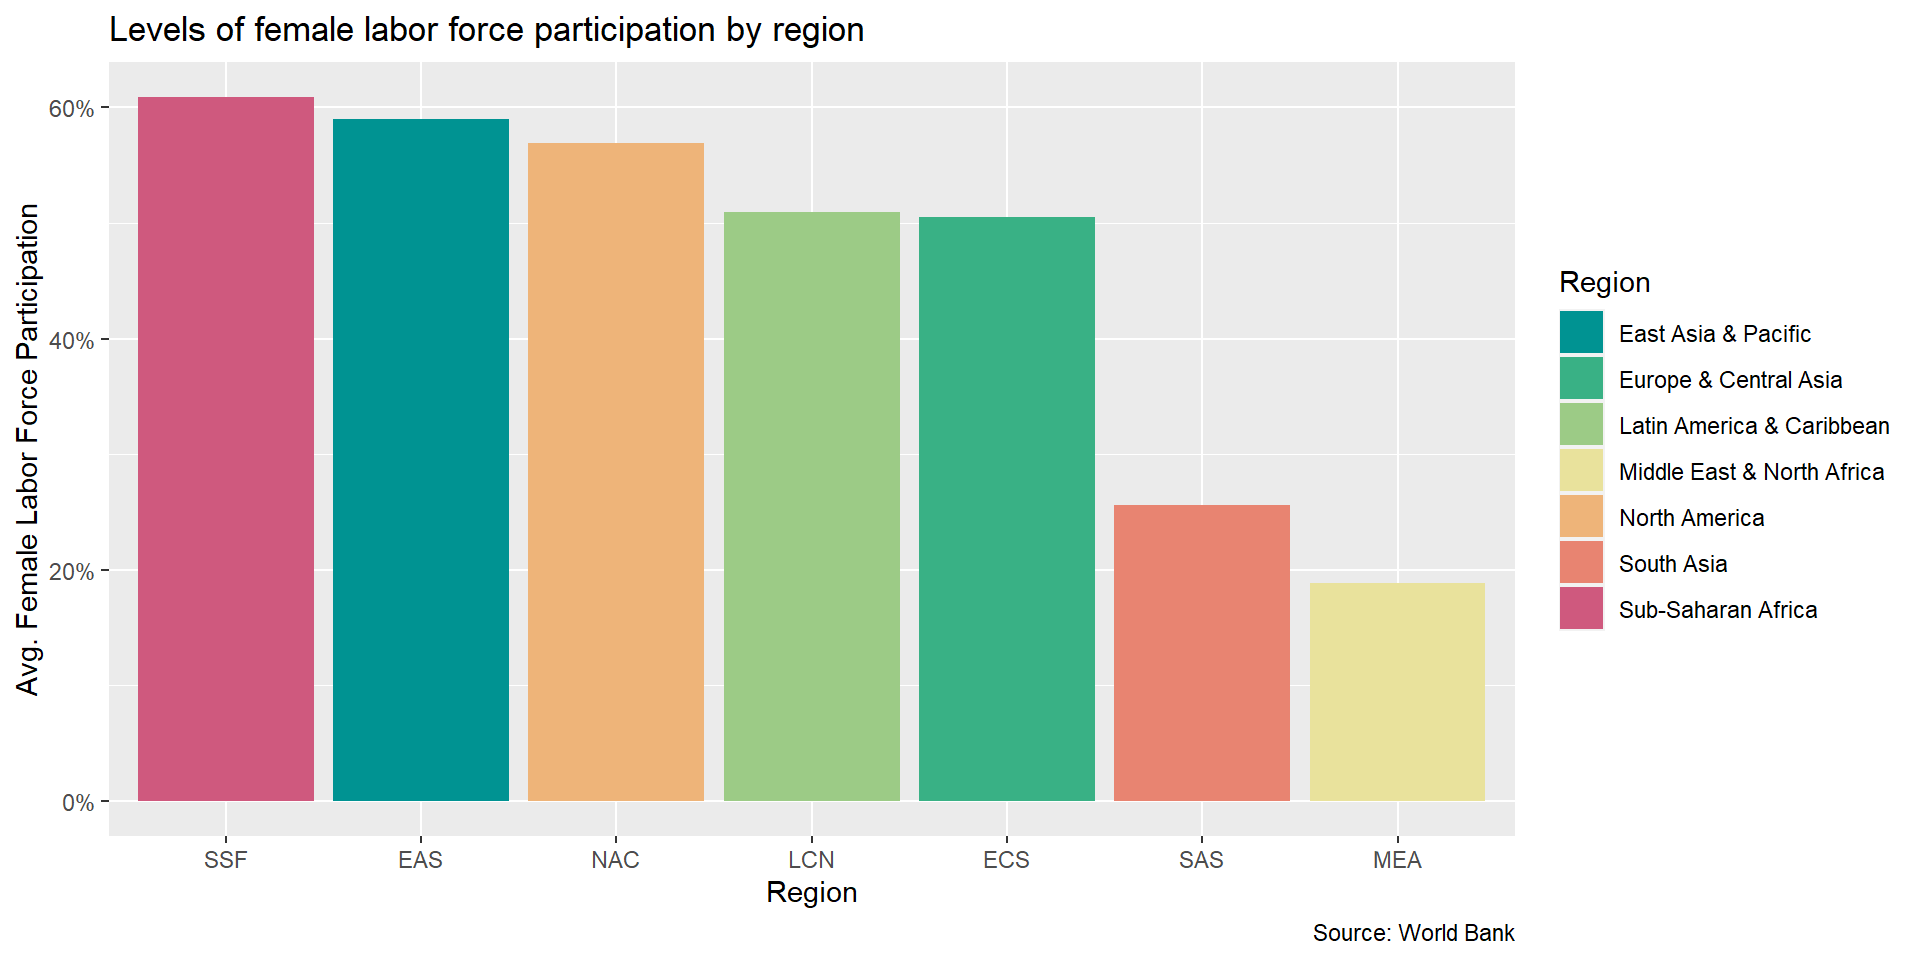 Levels of female labor force participation by region
Avg. Female Labor Force Participation
60%
40%
20%
0%
SSF
EAS
NAC
LCN
ECS
SAS
MEA
Region
Region
East Asia & Pacific
Europe & Central Asia
Latin America & Caribbean
Middle East & North Africa
North America
South Asia
Sub-Saharan Africa
Source: World Bank